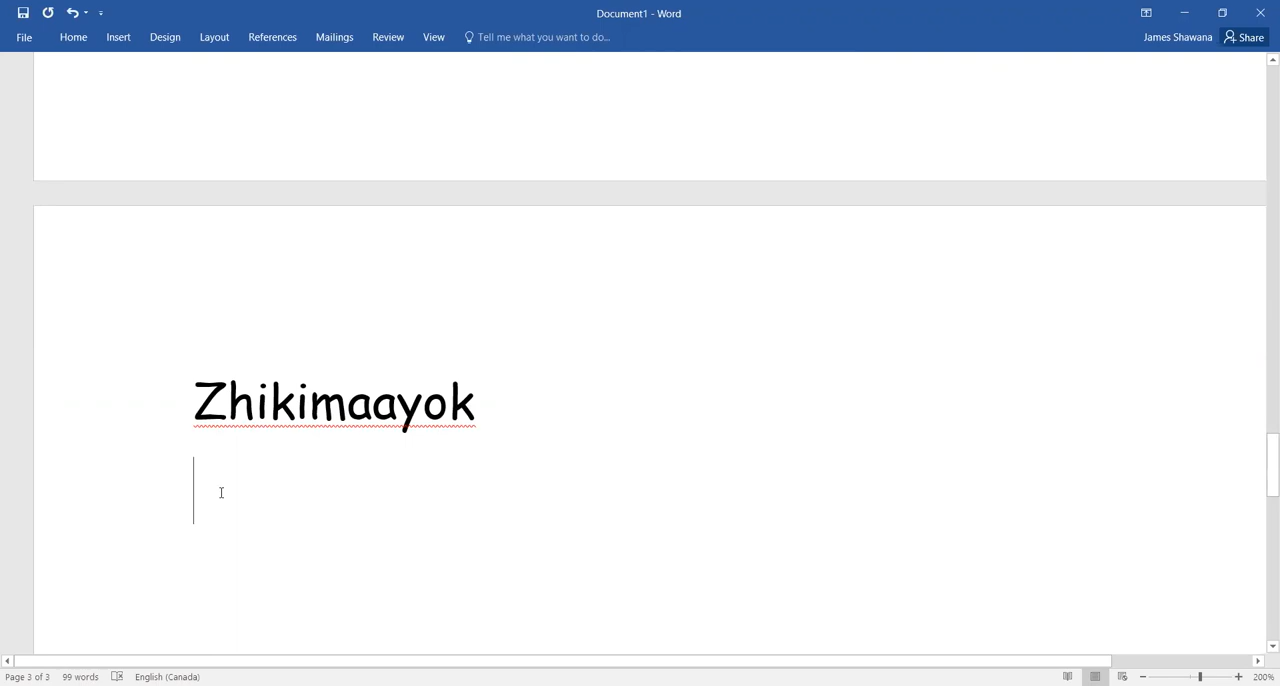 Document1 - Word
File Home Insert Design Layout References Mailings Review View Tell me what you want to do... James Shawana Share
Zhikimaayok
Page 3 of 3 99 words English (Canada) 200%